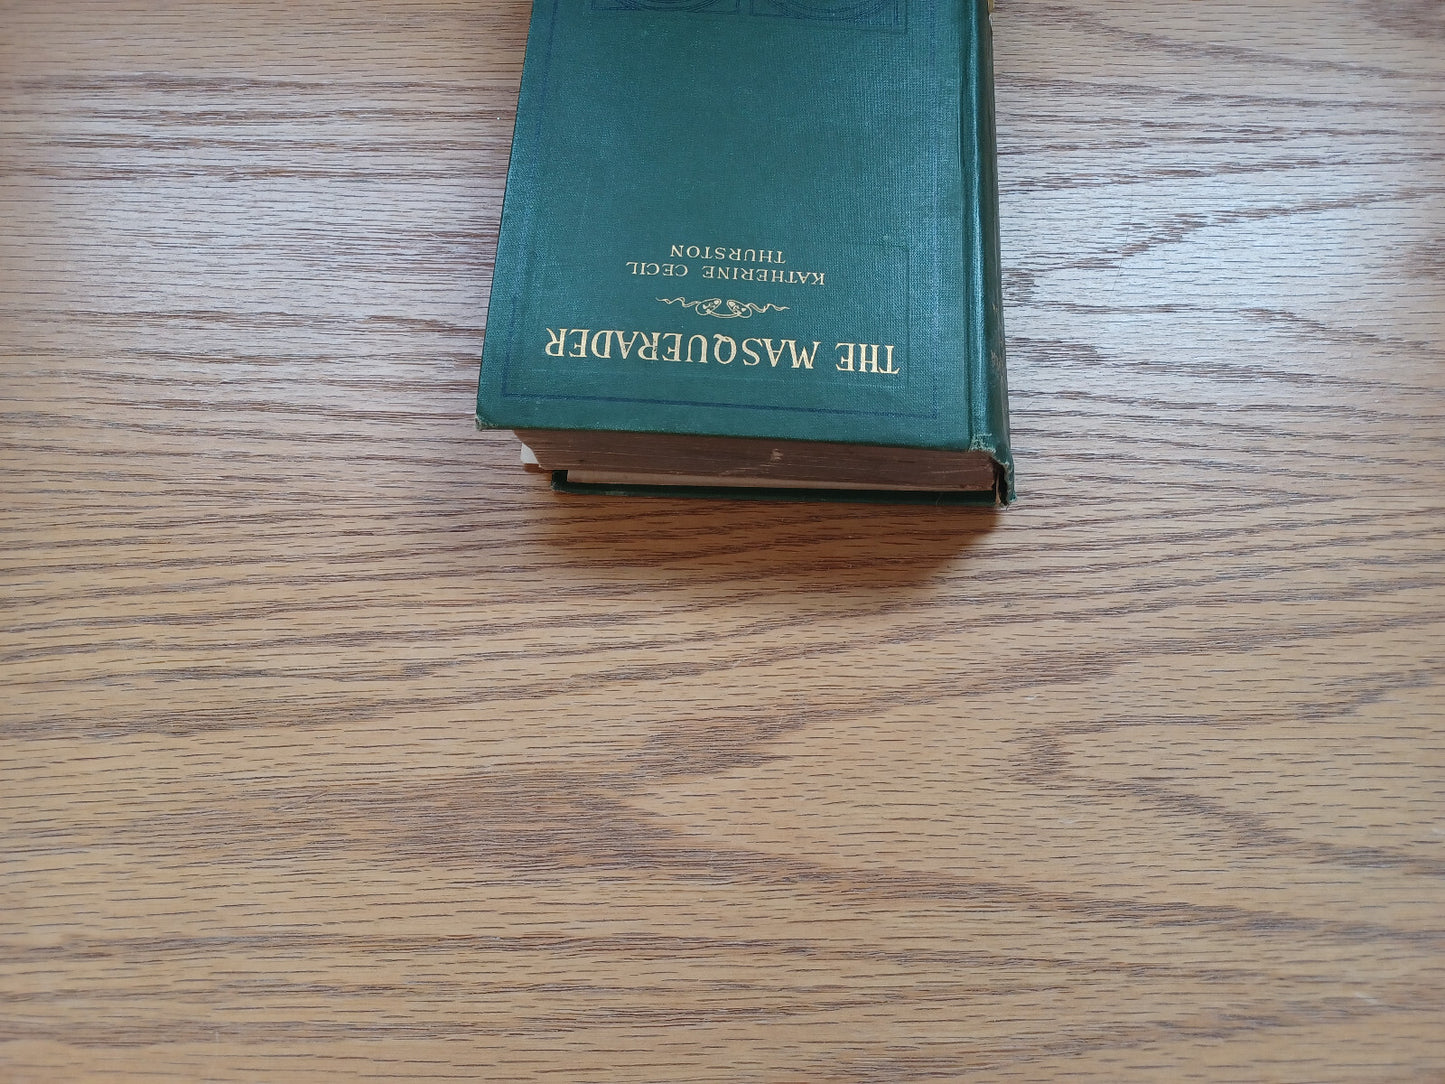 THE MASQUERADER
KATHERINE CECIL
THURSTON